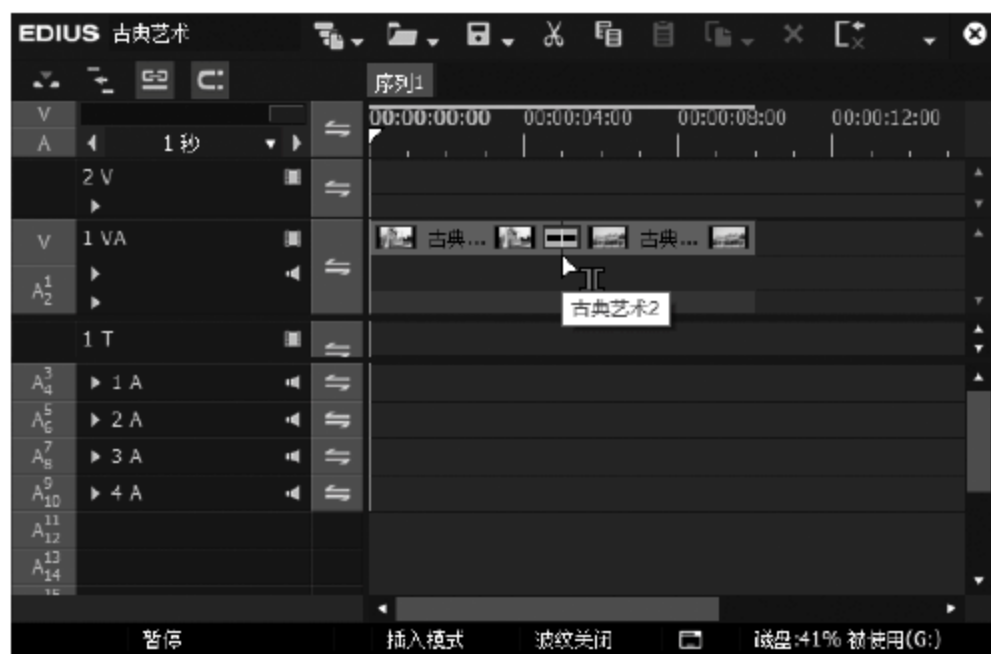 EDIUS 古典艺术
序列1
V
A
1 秒
00:00:00:00 00:00:04:00 00:00:08:00 00:00:12:00
2 V
V
1 VA
古典... 古典...
A1 2
古典艺术2
1 T
A3 4 1 A
A5 6 2 A
A7 8 3 A
A9 10 4 A
A11 12
A13 14
暂停 插入模式 波纹关闭 磁盘:41% 被使用(G:)